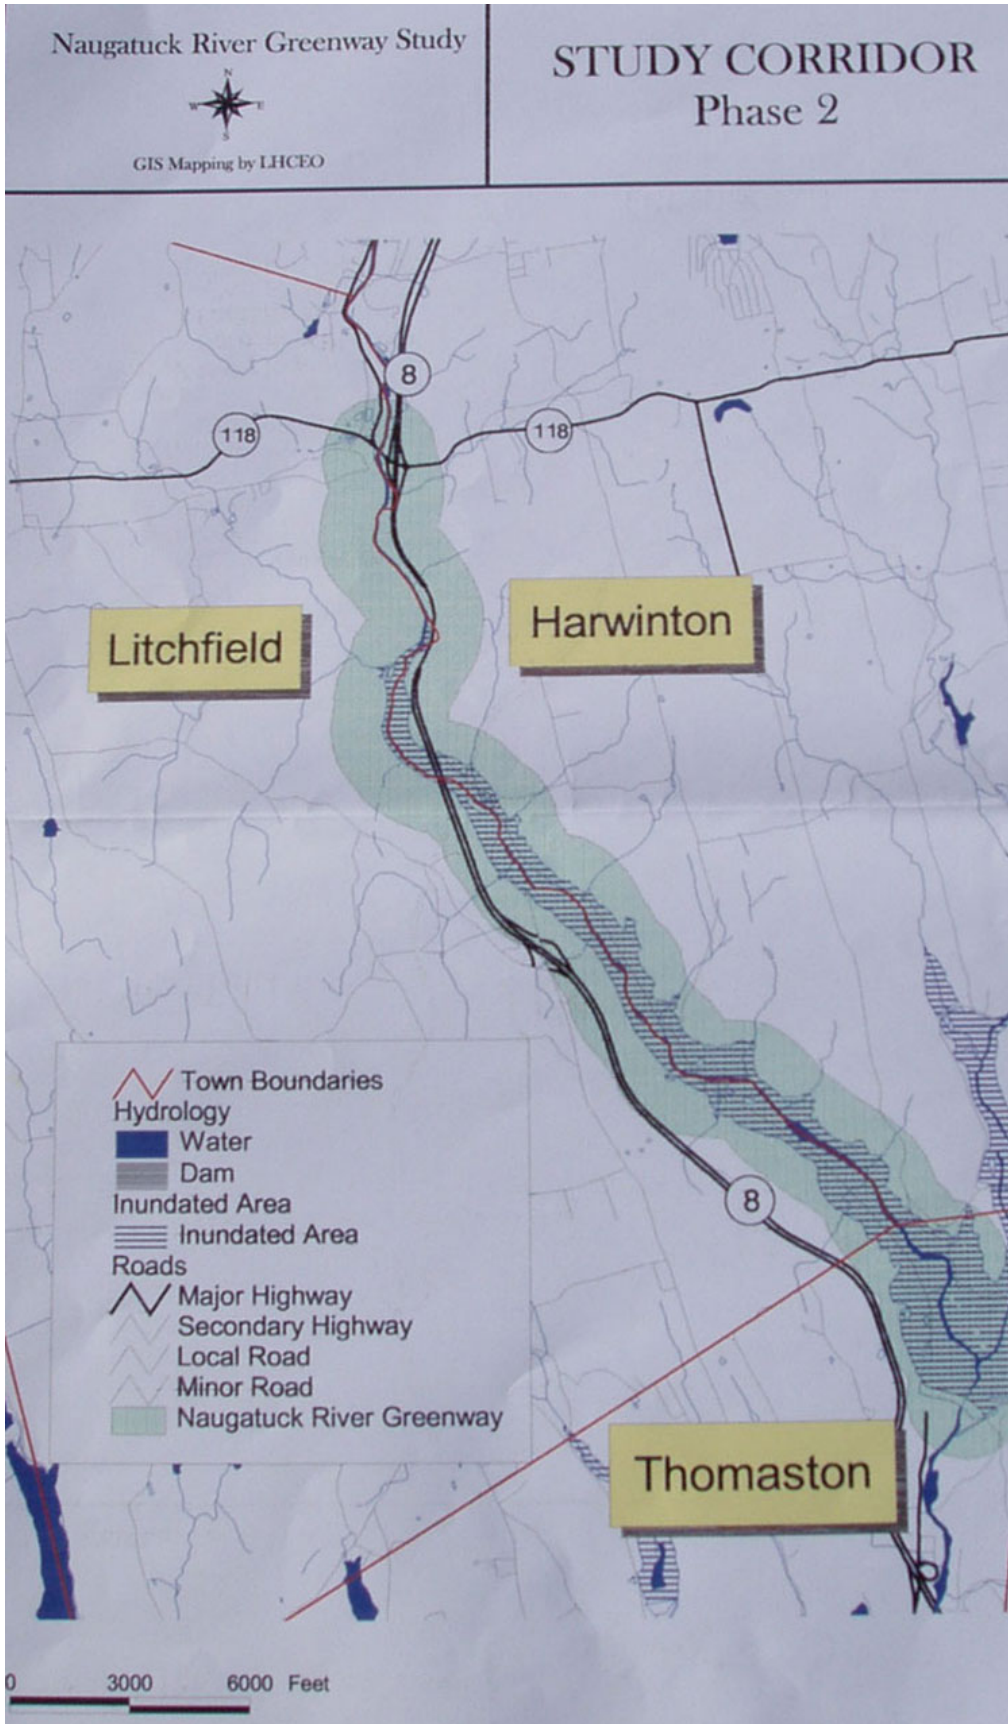 Naugatuck River Greenway Study
N
W E
S
GIS Mapping by LHCEO
STUDY CORRIDOR
Phase 2
8
118
118
Litchfield
Harwinton
Town Boundaries
Hydrology
Water
Dam
Inundated Area
Inundated Area
Roads
Major Highway
Secondary Highway
Local Road
Minor Road
Naugatuck River Greenway
8
Thomaston
0 3000 6000 Feet